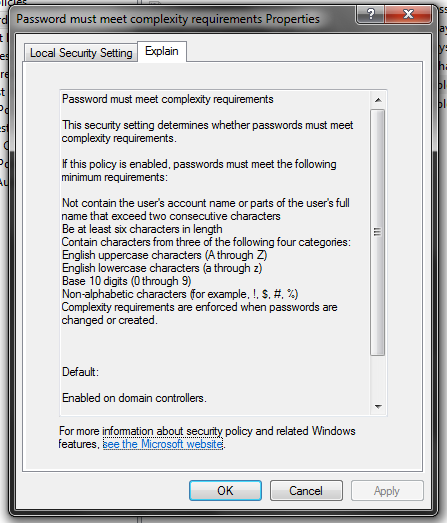 Password must meet complexity requirements Properties
?
Local Security Setting
Explain
Password must meet complexity requirements
This security setting determines whether passwords must meet
complexity requirements.
If this policy is enabled, passwords must meet the following
minimum requirements:
Not contain the user's account name or parts of the user's full
name that exceed two consecutive characters
Be at least six characters in length
Contain characters from three of the following four categories:
English uppercase characters (A through Z)
English lowercase characters (a through z)
Base 10 digits (0 through 9)
Non-alphabetic characters (for example, !, $, #, %)
Complexity requirements are enforced when passwords are
changed or created.
Default:
Enabled on domain controllers.
For more information about security policy and related Windows
features, see the Microsoft website.
OK
Cancel
Apply